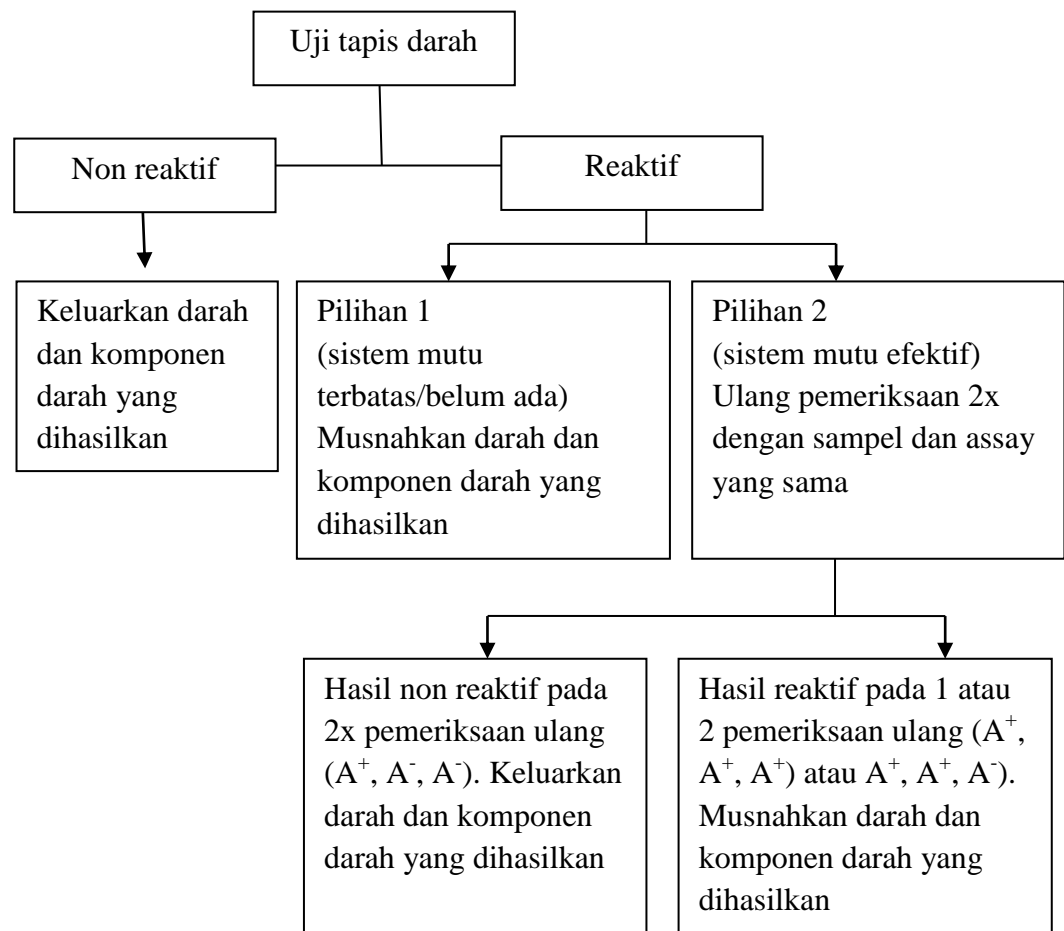 Uji tapis darah
Non reaktif
Reaktif
Keluarkan darah
dan komponen
darah yang
dihasilkan
Pilihan 1
(sistem mutu
terbatas/belum ada)
Musnahkan darah dan
komponen darah yang
dihasilkan
Pilihan 2
(sistem mutu efektif)
Ulang pemeriksaan 2x
dengan sampel dan assay
yang sama
Hasil non reaktif pada
2x pemeriksaan ulang
(A⁺, A⁻, A⁻). Keluarkan
darah dan komponen
darah yang dihasilkan
Hasil reaktif pada 1 atau
2 pemeriksaan ulang (A⁺,
A⁺, A⁺) atau A⁺, A⁺, A⁻).
Musnahkan darah dan
komponen darah yang
dihasilkan